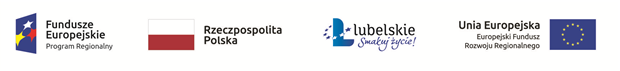 Fundusze
Europejskie
Program Regionalny
Rzeczpospolita
Polska
lubelskie
Smakuj życie!
Unia Europejska
Europejski Fundusz
Rozwoju Regionalnego